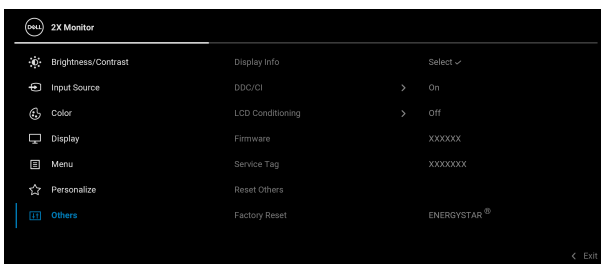 DELL 2X Monitor
Brightness/Contrast Display Info Select ✓
Input Source DDC/CI > On
Color LCD Conditioning > Off
Display Firmware XXXXXX
Menu Service Tag XXXXXXX
Personalize Reset Others
Others Factory Reset ENERGYSTAR ®
< Exit